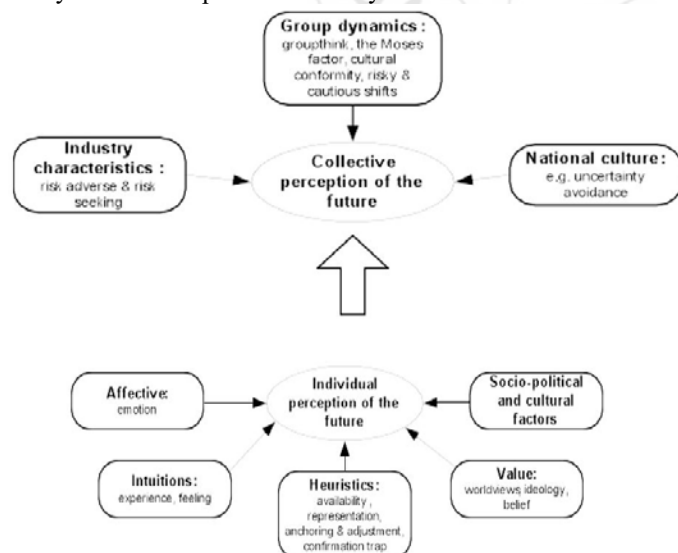 Group dynamics :
groupthink, the Moses
factor, cultural
conformity, risky &
cautious shifts
Industry
characteristics :
risk adverse & risk
seeking
Collective
perception of the
future
National culture :
e.g. uncertainty
avoidance
Affective:
emotion
Individual
perception of the
future
Socio-political
and cultural
factors
Intuitions:
experience, feeling
Heuristics:
availability ,
representation,
anchoring & adjustment,
confirmation trap
Value:
worldviews, ideology,
belief